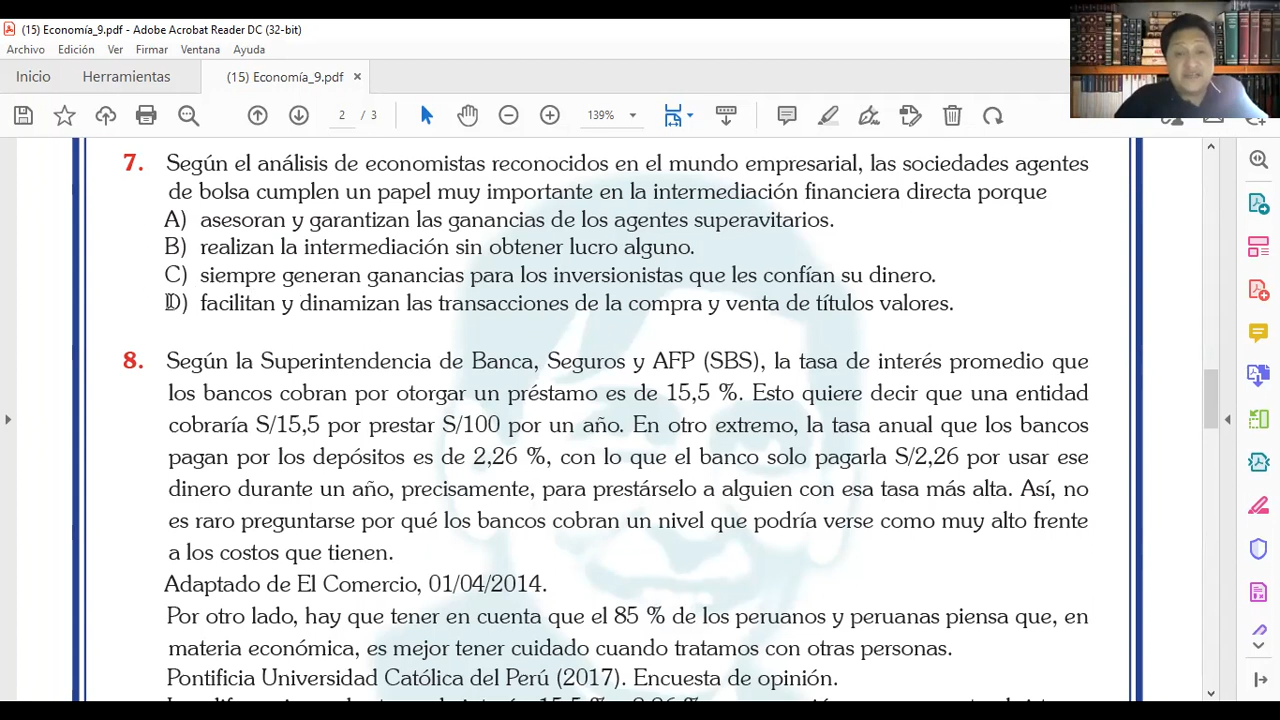 (15) Economía_9.pdf - Adobe Acrobat Reader DC (32-bit)
Archivo Edición Ver Firmar Ventana Ayuda
Inicio Herramientas (15) Economía_9.pdf ×
2 / 3 139%
7. Según el análisis de economistas reconocidos en el mundo empresarial, las sociedades agentes
de bolsa cumplen un papel muy importante en la intermediación financiera directa porque
A) asesoran y garantizan las ganancias de los agentes superavitarios.
B) realizan la intermediación sin obtener lucro alguno.
C) siempre generan ganancias para los inversionistas que les confían su dinero.
D) facilitan y dinamizan las transacciones de la compra y venta de títulos valores.
8. Según la Superintendencia de Banca, Seguros y AFP (SBS), la tasa de interés promedio que
los bancos cobran por otorgar un préstamo es de 15,5 %. Esto quiere decir que una entidad
cobraría S/15,5 por prestar S/100 por un año. En otro extremo, la tasa anual que los bancos
pagan por los depósitos es de 2,26 %, con lo que el banco solo pagarla S/2,26 por usar ese
dinero durante un año, precisamente, para prestárselo a alguien con esa tasa más alta. Así, no
es raro preguntarse por qué los bancos cobran un nivel que podría verse como muy alto frente
a los costos que tienen.
Adaptado de El Comercio, 01/04/2014.
Por otro lado, hay que tener en cuenta que el 85 % de los peruanos y peruanas piensa que, en
materia económica, es mejor tener cuidado cuando tratamos con otras personas.
Pontificia Universidad Católica del Perú (2017). Encuesta de opinión.